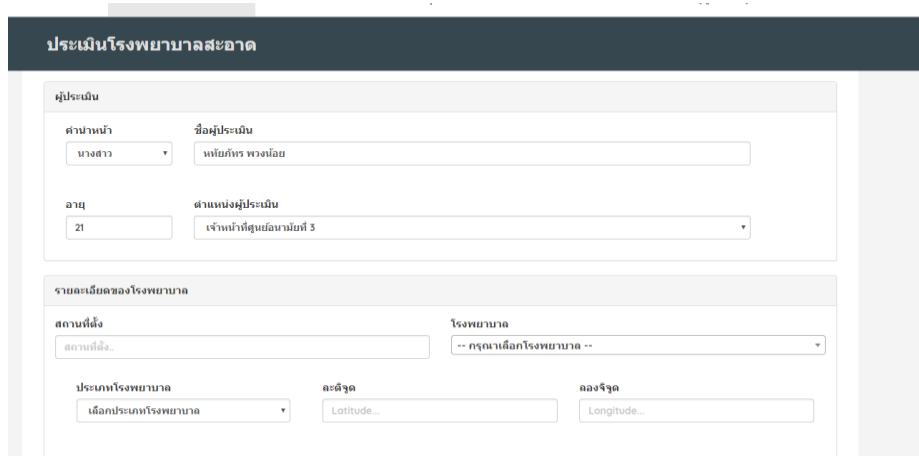 ประเมินโรงพยาบาลสะอาด
ผู้ประเมิน
คำนำหน้า ชื่อผู้ประเมิน
นางสาว หทัยภัทร พวงน้อย
อายุ ตำแหน่งผู้ประเมิน
21 เจ้าหน้าที่ศูนย์อนามัยที่ 3
รายละเอียดของโรงพยาบาล
สถานที่ตั้ง โรงพยาบาล
สถานที่ตั้ง.. -- กรุณาเลือกโรงพยาบาล --
ประเภทโรงพยาบาล ละติจูด ลองจิจูด
เลือกประเภทโรงพยาบาล Latitude... Longitude...